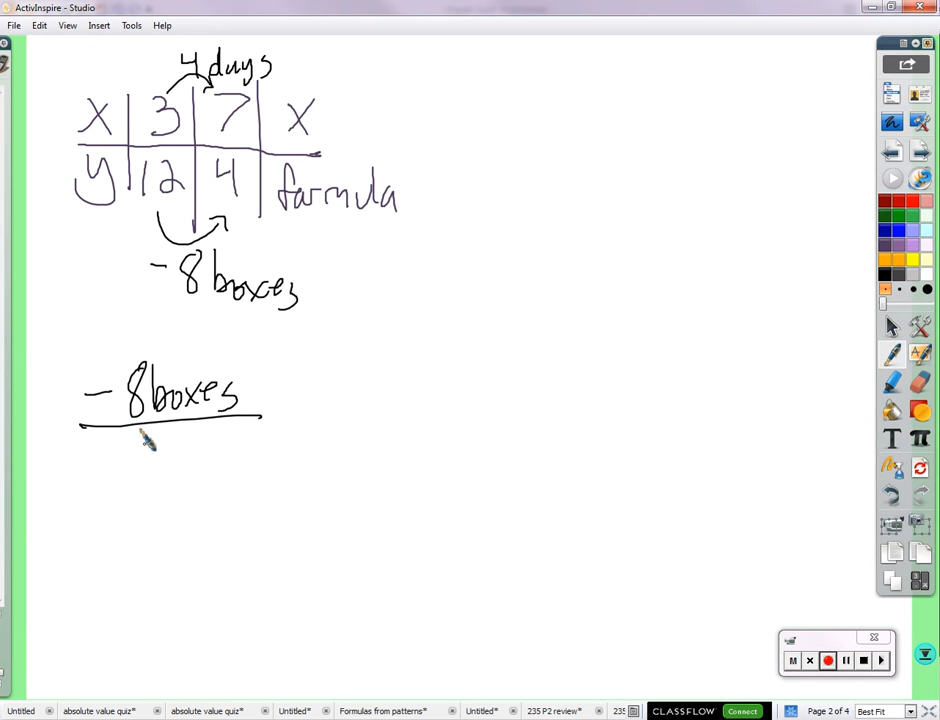 ActivInspire - Studio
File Edit View Insert Tools Help
4 days
x 3 7 x
y 12 4 formula
- 8 boxes
- 8 boxes
Untitled absolute value quiz* absolute value quiz* Untitled* Formulas from patterns* Untitled* 235 P2 review* 235 CLASSFLOW Connect Page 2 of 4 Best Fit